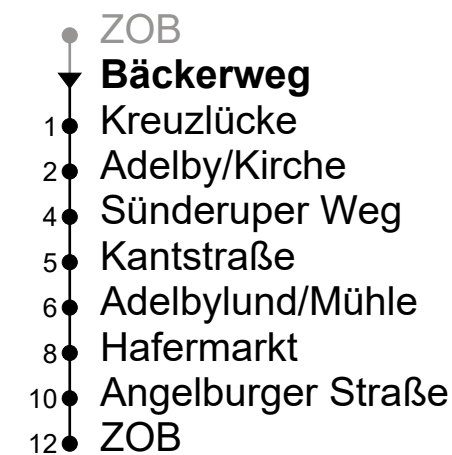 ZOB
Bäckerweg
1 Kreuzlücke
2 Adelby/Kirche
4 Sünderuper Weg
5 Kantstraße
6 Adelbylund/Mühle
8 Hafermarkt
10 Angelburger Straße
12 ZOB